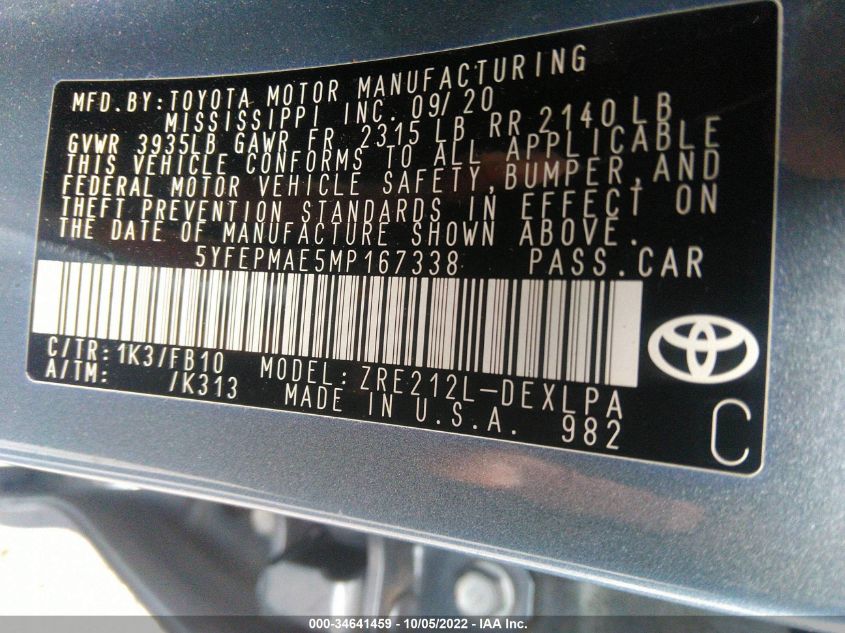 MFD.BY:TOYOTA MOTOR MANUFACTURING
MISSISSIPPI INC. 09/20
GVWR 3935LB GAWR FR 2315 LB RR 2140 LB
THIS VEHICLE CONFORMS TO ALL APPLICABLE
FEDERAL MOTOR VEHICLE SAFETY,BUMPER,AND
THEFT PREVENTION STANDARDS IN EFFECT ON
THE DATE OF MANUFACTURE SHOWN ABOVE.
5YFEPMAE5MP167338 PASS.CAR
C/TR:1K3/FB10 MODEL:ZRE212L-DEXLPA
A/TM: /K313 MADE IN U.S.A. 982
C
000-34641459 - 10/05/2022 - IAA Inc.